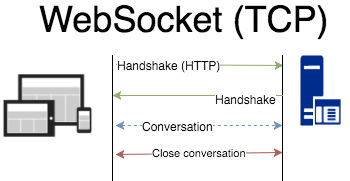 WebSocket (TCP)
Handshake (HTTP)
Handshake
Conversation
Close conversation